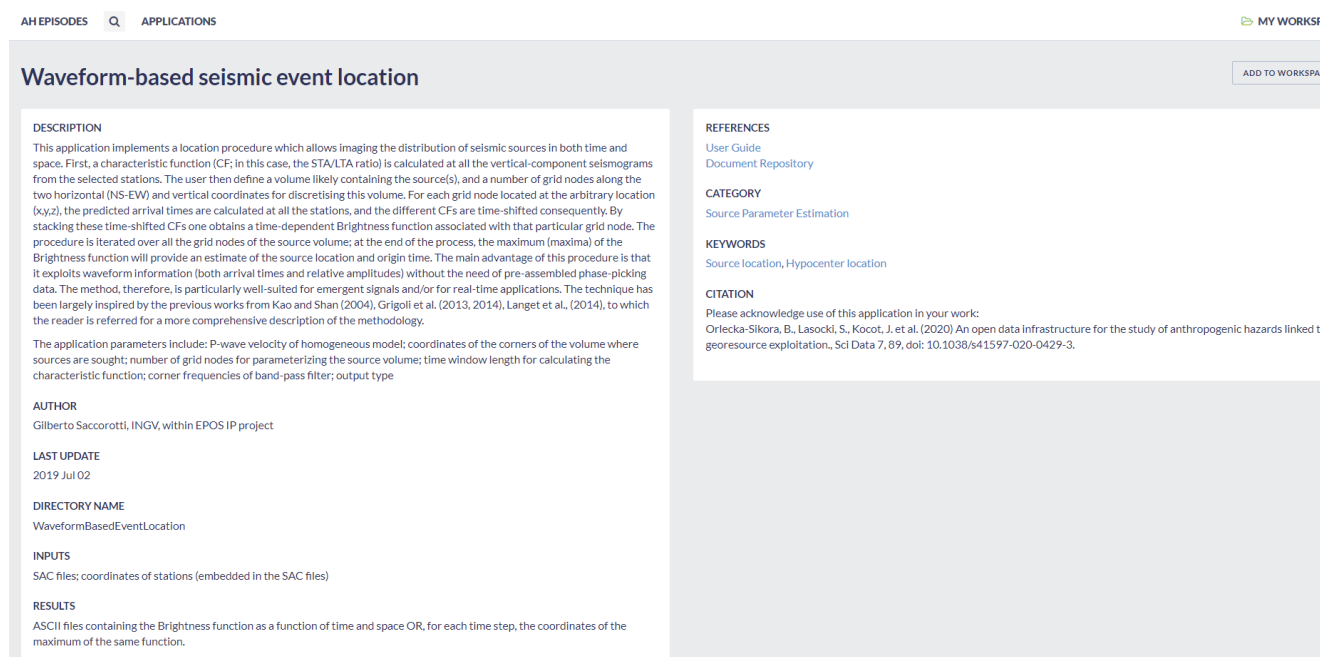 AH EPISODES
APPLICATIONS
MY WORKSP
Waveform-based seismic event location
ADD TO WORKSPA
DESCRIPTION
This application implements a location procedure which allows imaging the distribution of seismic sources in both time and
space. First, a characteristic function (CF; in this case, the STA/LTA ratio) is calculated at all the vertical-component seismograms
from the selected stations. The user then define a volume likely containing the source(s), and a number of grid nodes along the
two horizontal (NS-EW) and vertical coordinates for discretising this volume. For each grid node located at the arbitrary location
(x,y,z), the predicted arrival times are calculated at all the stations, and the different CFs are time-shifted consequently. By
stacking these time-shifted CFs one obtains a time-dependent Brightness function associated with that particular grid node. The
procedure is iterated over all the grid nodes of the source volume; at the end of the process, the maximum (maxima) of the
Brightness function will provide an estimate of the source location and origin time. The main advantage of this procedure is that
it exploits waveform information (both arrival times and relative amplitudes) without the need of pre-assembled phase-picking
data. The method, therefore, is particularly well-suited for emergent signals and/or for real-time applications. The technique has
been largely inspired by the previous works from Kao and Shan (2004), Grigoli et al. (2013, 2014), Langet et al., (2014), to which
the reader is referred for a more comprehensive description of the methodology.
The application parameters include: P-wave velocity of homogeneous model; coordinates of the corners of the volume where
sources are sought; number of grid nodes for parameterizing the source volume; time window length for calculating the
characteristic function; corner frequencies of band-pass filter; output type
AUTHOR
Gilberto Saccorotti, INGV, within EPOS IP project
LAST UPDATE
2019 Jul 02
DIRECTORY NAME
WaveformBasedEventLocation
INPUTS
SAC files; coordinates of stations (embedded in the SAC files)
RESULTS
ASCII files containing the Brightness function as a function of time and space OR, for each time step, the coordinates of the
maximum of the same function.
REFERENCES
User Guide
Document Repository
CATEGORY
Source Parameter Estimation
KEYWORDS
Source location, Hypocenter location
CITATION
Please acknowledge use of this application in your work:
Orlecka-Sikora, B., Lasocki, S., Kocot, J. et al. (2020) An open data infrastructure for the study of anthropogenic hazards linked t
georesource exploitation., Sci Data 7, 89, doi: 10.1038/s41597-020-0429-3.